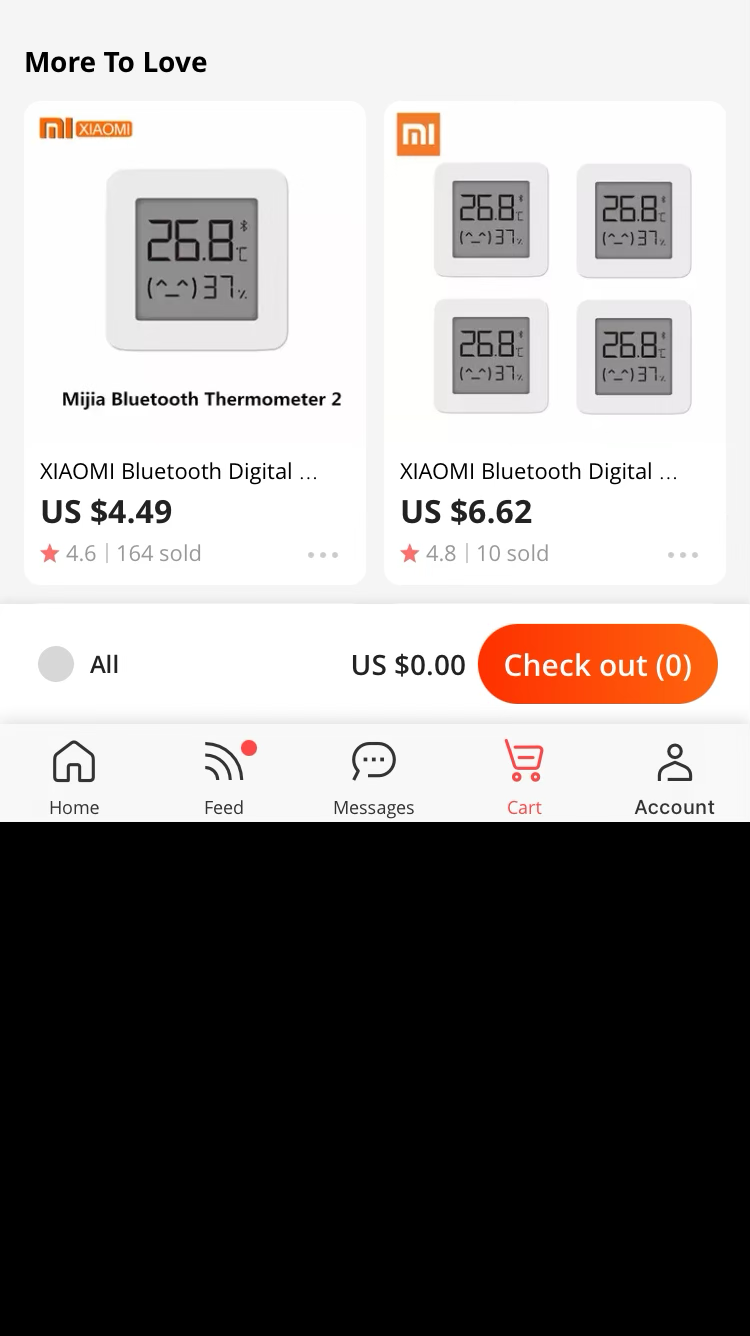 More To Love
mi XIAOMI
26.8 °C
(^_^) 37 %
Mijia Bluetooth Thermometer 2
XIAOMI Bluetooth Digital ...
US $4.49
4.6 | 164 sold
mi
26.8 °C
(^_^) 37 %
26.8 °C
(^_^) 37 %
26.8 °C
(^_^) 37 %
26.8 °C
(^_^) 37 %
XIAOMI Bluetooth Digital ...
US $6.62
4.8 | 10 sold
All
US $0.00
Check out (0)
Home
Feed
Messages
Cart
Account